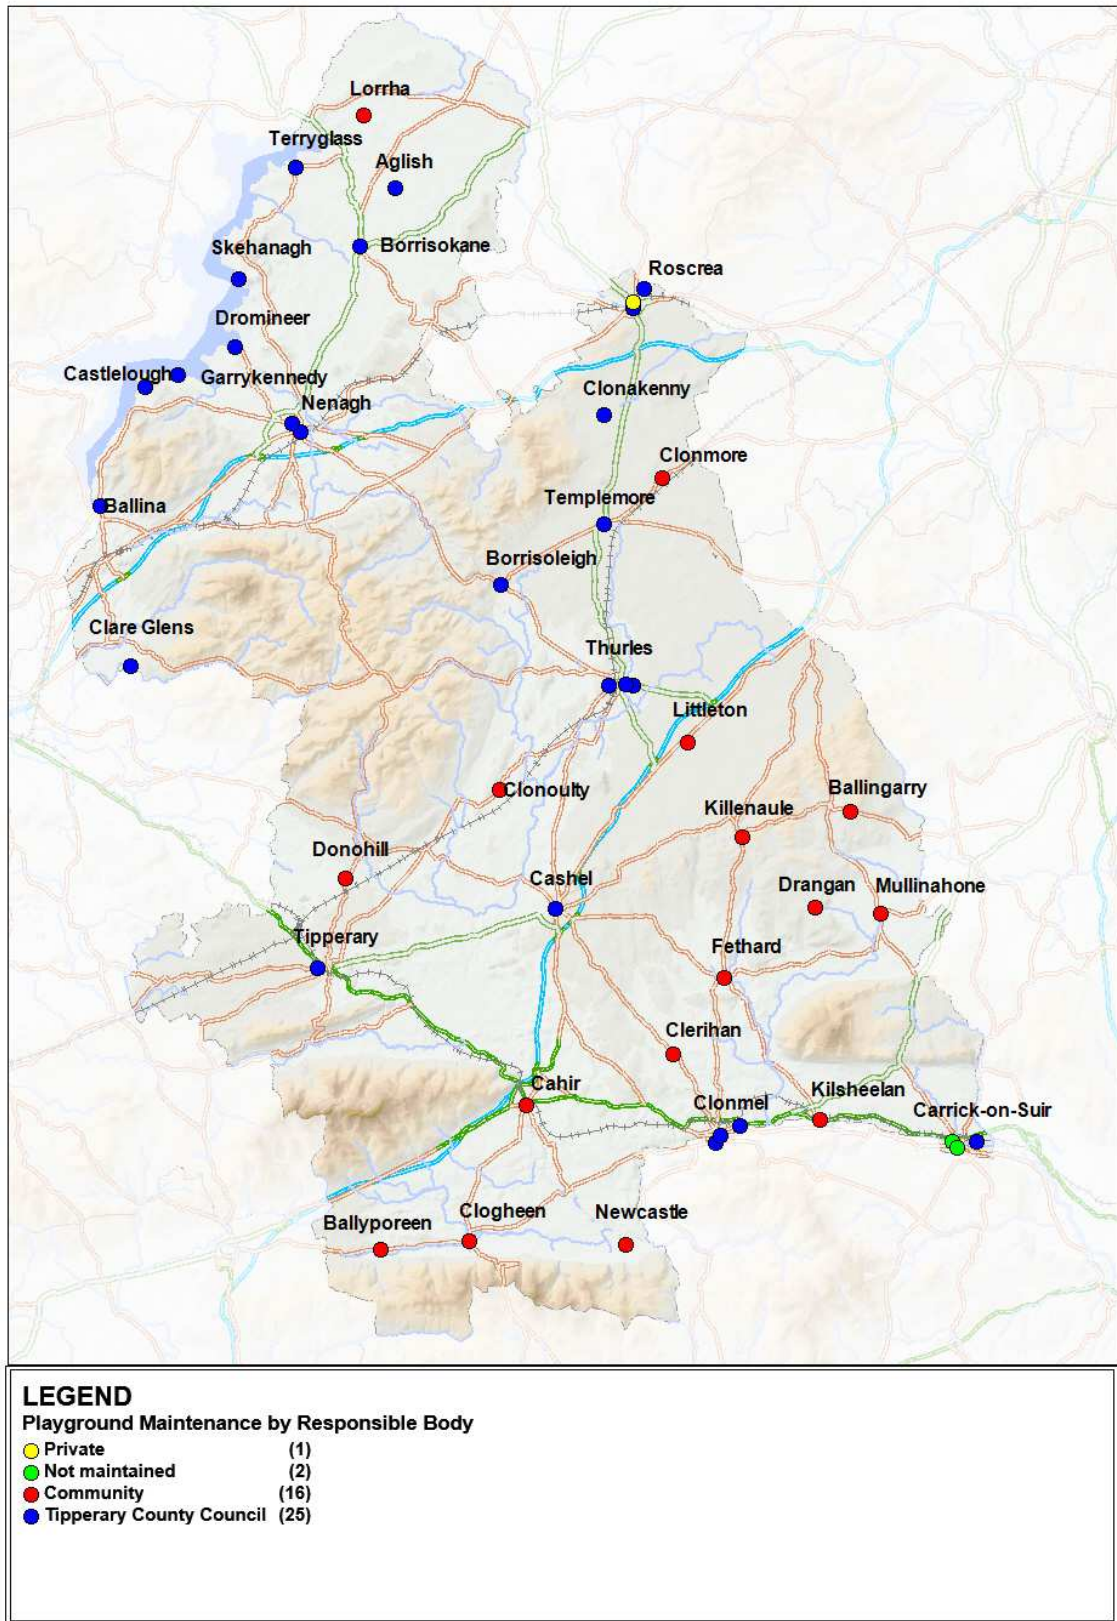 Lorrha
Terryglass
Aglish
Skehanagh
Borrisokane
Roscrea
Dromineer
Castlelough
Garrykennedy
Nenagh
Clonakenny
Clonmore
Templemore
Ballina
Borrisoleigh
Clare Glens
Thurles
Littleton
Clonoulty
Killenaule
Ballingarry
Donohill
Cashel
Drangan
Mullinahone
Tipperary
Fethard
Clerihan
Cahir
Clonmel
Kilsheelan
Carrick-on-Suir
Ballyporeen
Clogheen
Newcastle
LEGEND
Playground Maintenance by Responsible Body
Private (1)
Not maintained (2)
Community (16)
Tipperary County Council (25)